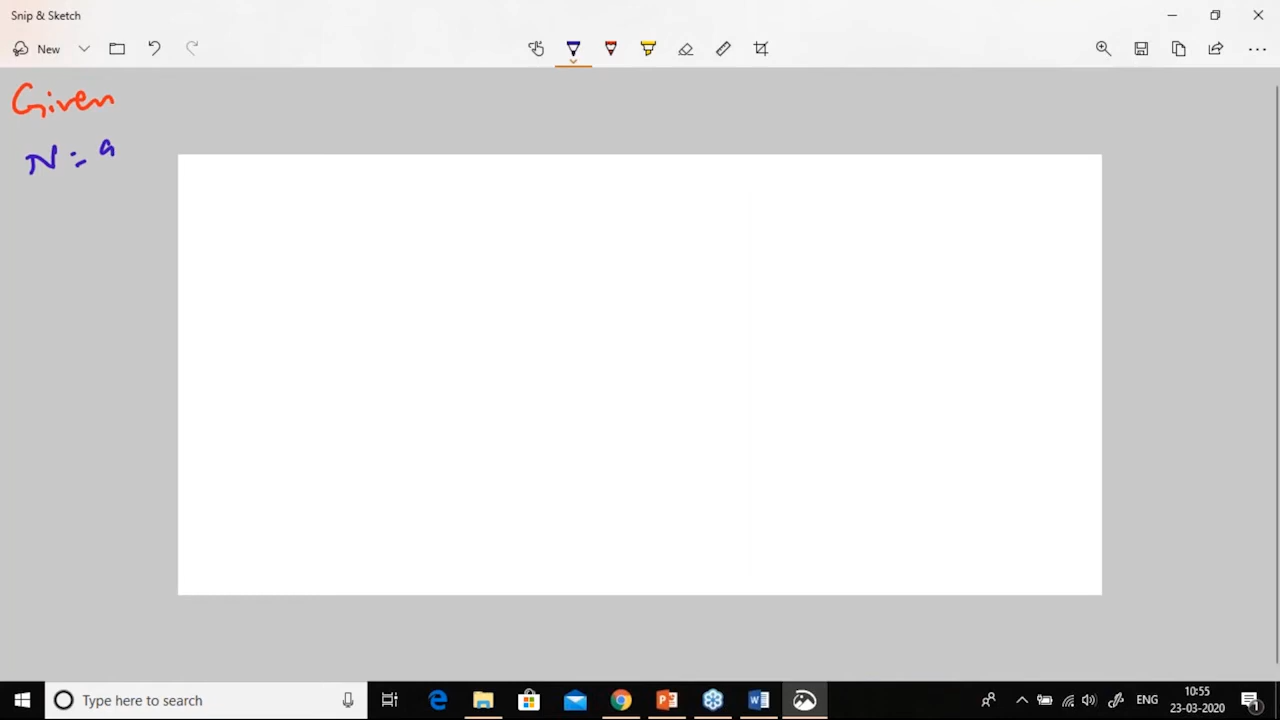 Snip & Sketch
New
Given
N = 9
Type here to search
ENG
10:55
23-03-2020